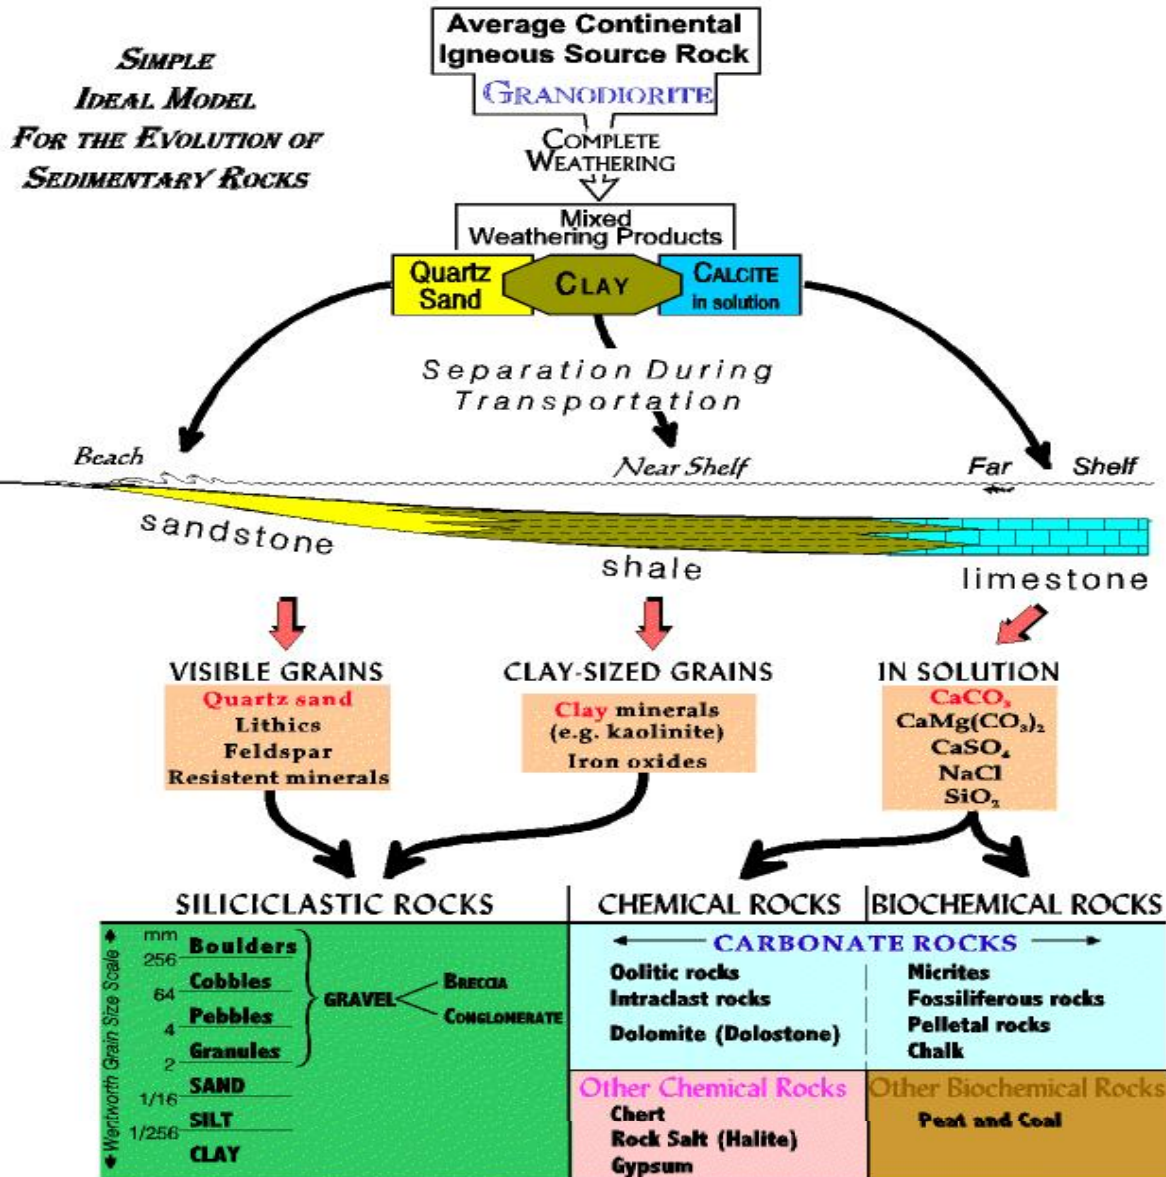 SIMPLE
IDEAL MODEL
FOR THE EVOLUTION OF
SEDIMENTARY ROCKS
Average Continental
Igneous Source Rock
GRANODIORITE
COMPLETE
WEATHERING
Mixed
Weathering Products
Quartz
Sand
CLAY
CALCITE
in solution
Separation During
Transportation
Beach
Near Shelf
Far Shelf
sandstone
shale
limestone
VISIBLE GRAINS
Quartz sand
Lithics
Feldspar
Resistent minerals
CLAY-SIZED GRAINS
Clay minerals
(e.g. kaolinite)
Iron oxides
IN SOLUTION
CaCO₃
CaMg(CO₃)₂
CaSO₄
NaCl
SiO₂
SILICICLASTIC ROCKS
Wentworth Grain Size Scale
mm
Boulders
256
Cobbles
64
Pebbles
4
Granules
2
SAND
1/16
SILT
1/256
CLAY
GRAVEL
BRECCIA
CONGLOMERATE
CHEMICAL ROCKS
BIOCHEMICAL ROCKS
CARBONATE ROCKS
Oolitic rocks
Intraclast rocks
Dolomite (Dolostone)
Micrites
Fossiliferous rocks
Pelletal rocks
Chalk
Other Chemical Rocks
Chert
Rock Salt (Halite)
Gypsum
Other Biochemical Rocks
Peat and Coal